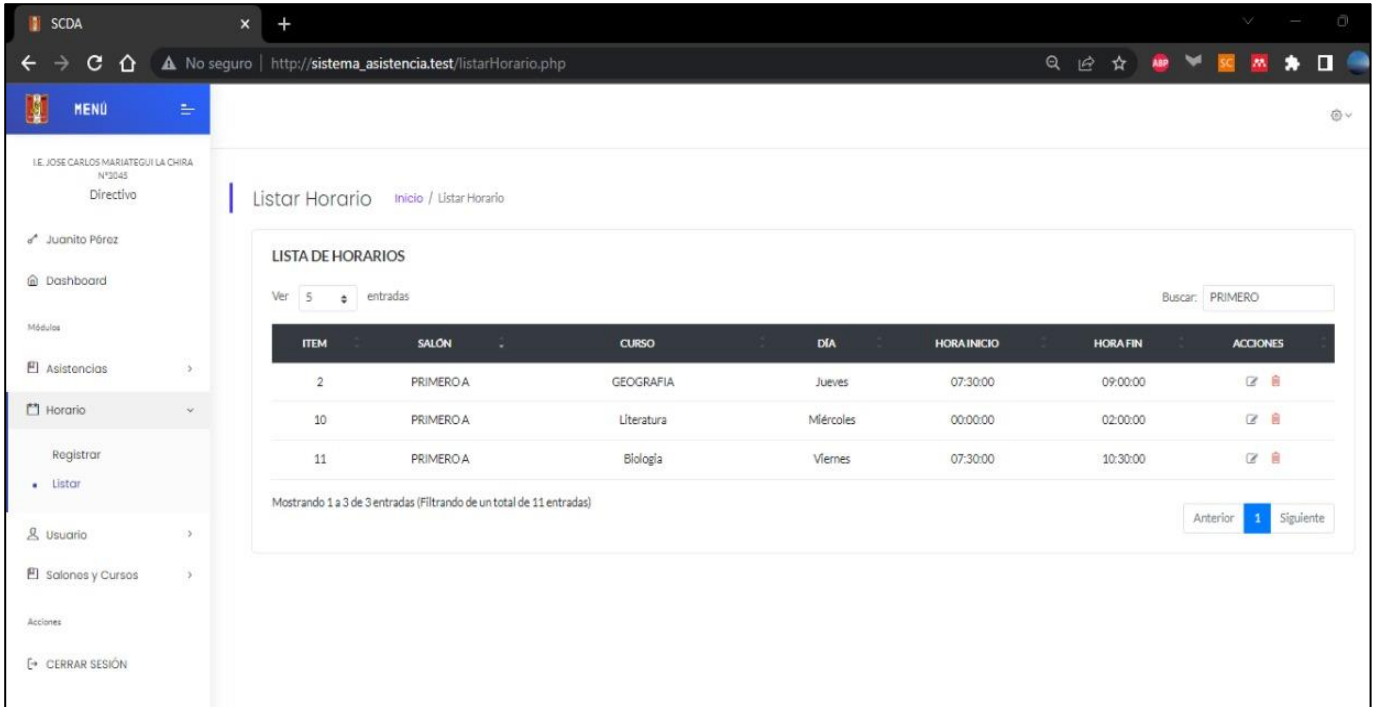 SCDA
No seguro | http://sistema_asistencia.test/listarHorario.php
ABP SC
MENÚ
I.E. JOSE CARLOS MARIATEGUI LA CHIRA
N°3045
Directivo
Juanito Pérez
Dashboard
Módulos
Asistencias
Horario
Registrar
Listar
Usuario
Salones y Cursos
Acciones
CERRAR SESIÓN
Listar Horario Inicio / Listar Horario
LISTA DE HORARIOS
Ver 5 entradas Buscar: PRIMERO
ITEM SALÓN CURSO DÍA HORA INICIO HORA FIN ACCIONES
2 PRIMERO A GEOGRAFIA Jueves 07:30:00 09:00:00
10 PRIMERO A Literatura Miércoles 00:00:00 02:00:00
11 PRIMERO A Biología Viernes 07:30:00 10:30:00
Mostrando 1 a 3 de 3 entradas (Filtrando de un total de 11 entradas)
Anterior 1 Siguiente